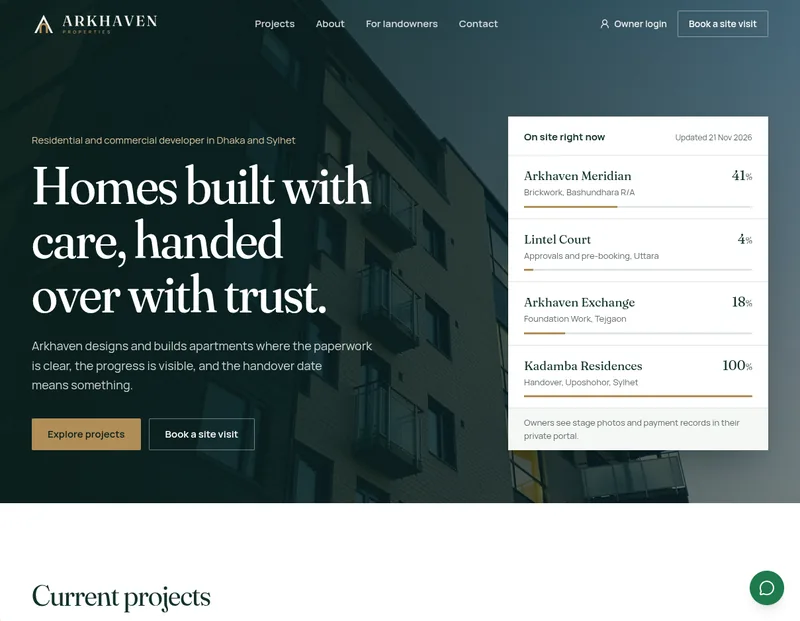 ARKHAVEN
PROPERTIES
Projects
About
For landowners
Contact
Owner login
Book a site visit
Residential and commercial developer in Dhaka and Sylhet
Homes built with
care, handed
over with trust.
Arkhaven designs and builds apartments where the paperwork
is clear, the progress is visible, and the handover date
means something.
Explore projects
Book a site visit
On site right now
Updated 21 Nov 2026
Arkhaven Meridian
41%
Brickwork, Bashundhara R/A
Lintel Court
4%
Approvals and pre-booking, Uttara
Arkhaven Exchange
18%
Foundation Work, Tejgaon
Kadamba Residences
100%
Handover, Uposhohor, Sylhet
Owners see stage photos and payment records in their
private portal.
Current projects